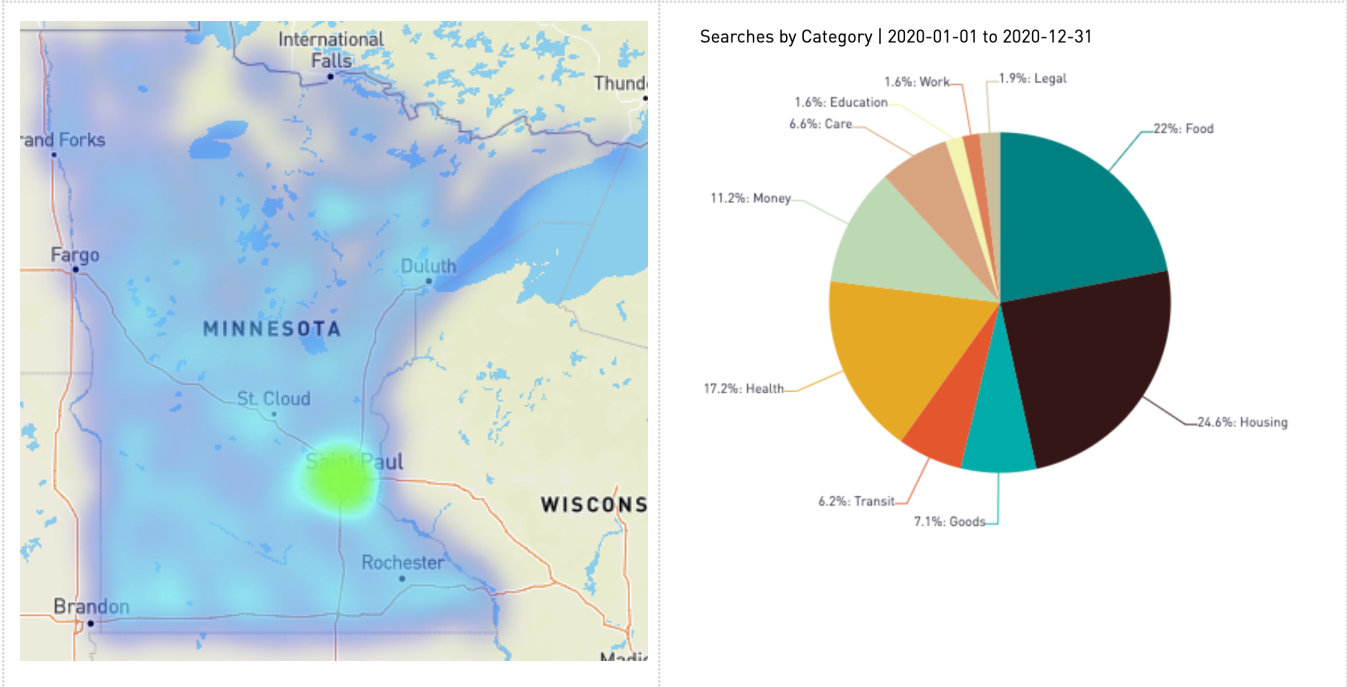 International
Falls
Thund
rand Forks
Fargo
Duluth
MINNESOTA
St. Cloud
Saint Paul
WISCONS
Rochester
Brandon
Madi
Searches by Category | 2020-01-01 to 2020-12-31
1.6%: Work
1.9%: Legal
1.6%: Education
6.6%: Care
22%: Food
11.2%: Money
17.2%: Health
24.6%: Housing
6.2%: Transit
7.1%: Goods